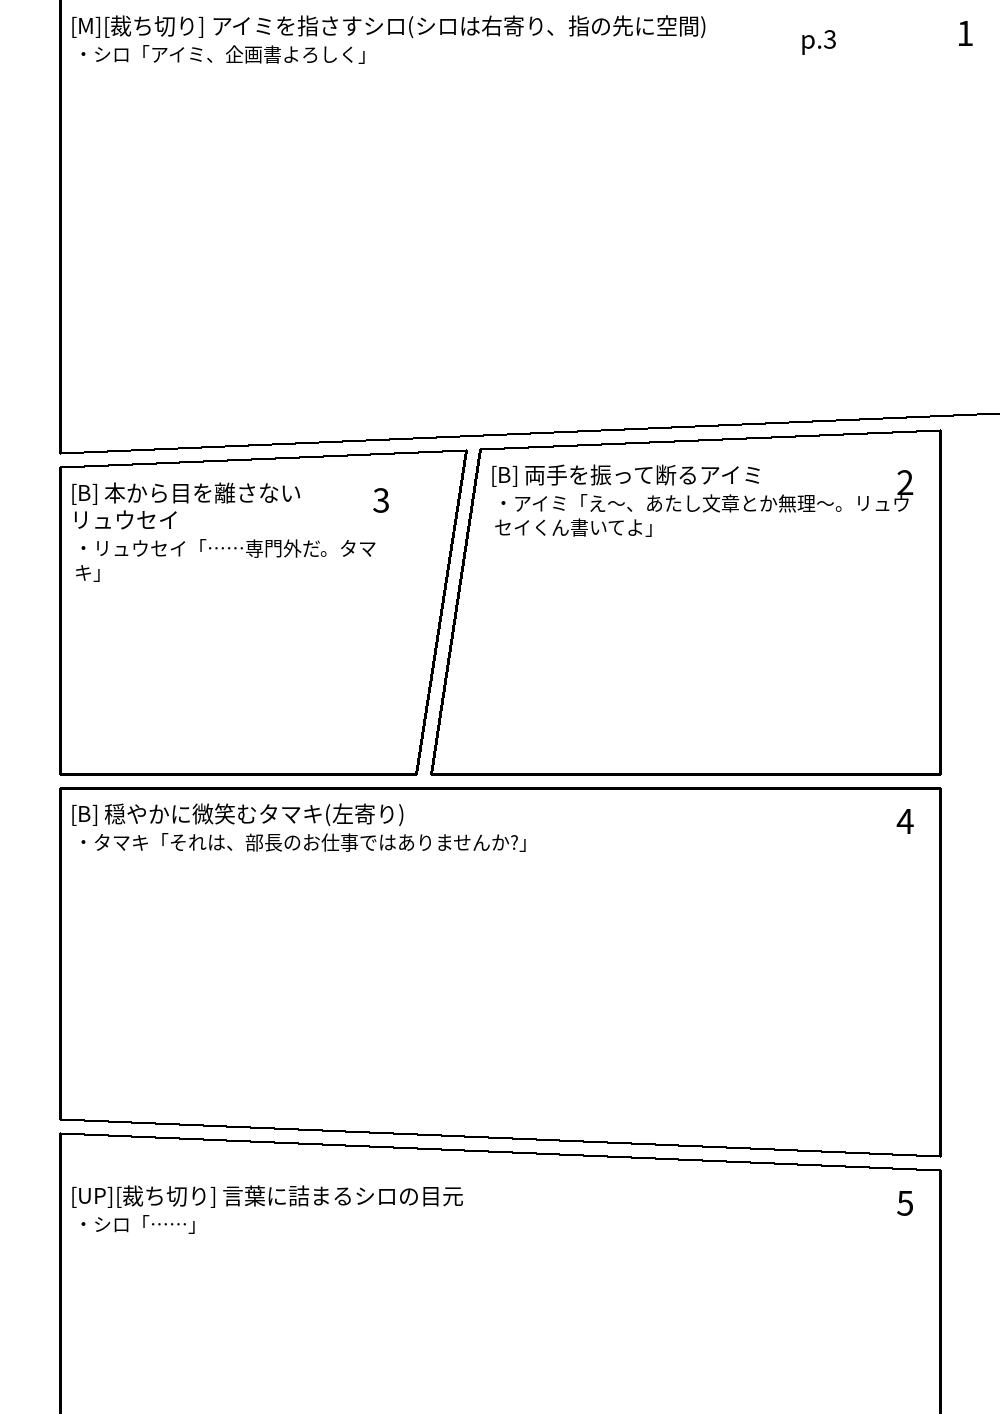 [M][裁ち切り] アイミを指さすシロ(シロは右寄り、指の先に空間)
・シロ「アイミ、企画書よろしく」
p.3
1
[B] 両手を振って断るアイミ
・アイミ「え〜、あたし文章とか無理〜。リュウ
セイくん書いてよ」
2
[B] 本から目を離さない
リュウセイ
・リュウセイ「……専門外だ。タマ
キ」
3
[B] 穏やかに微笑むタマキ(左寄り)
・タマキ「それは、部長のお仕事ではありませんか?」
4
[UP][裁ち切り] 言葉に詰まるシロの目元
・シロ「……」
5